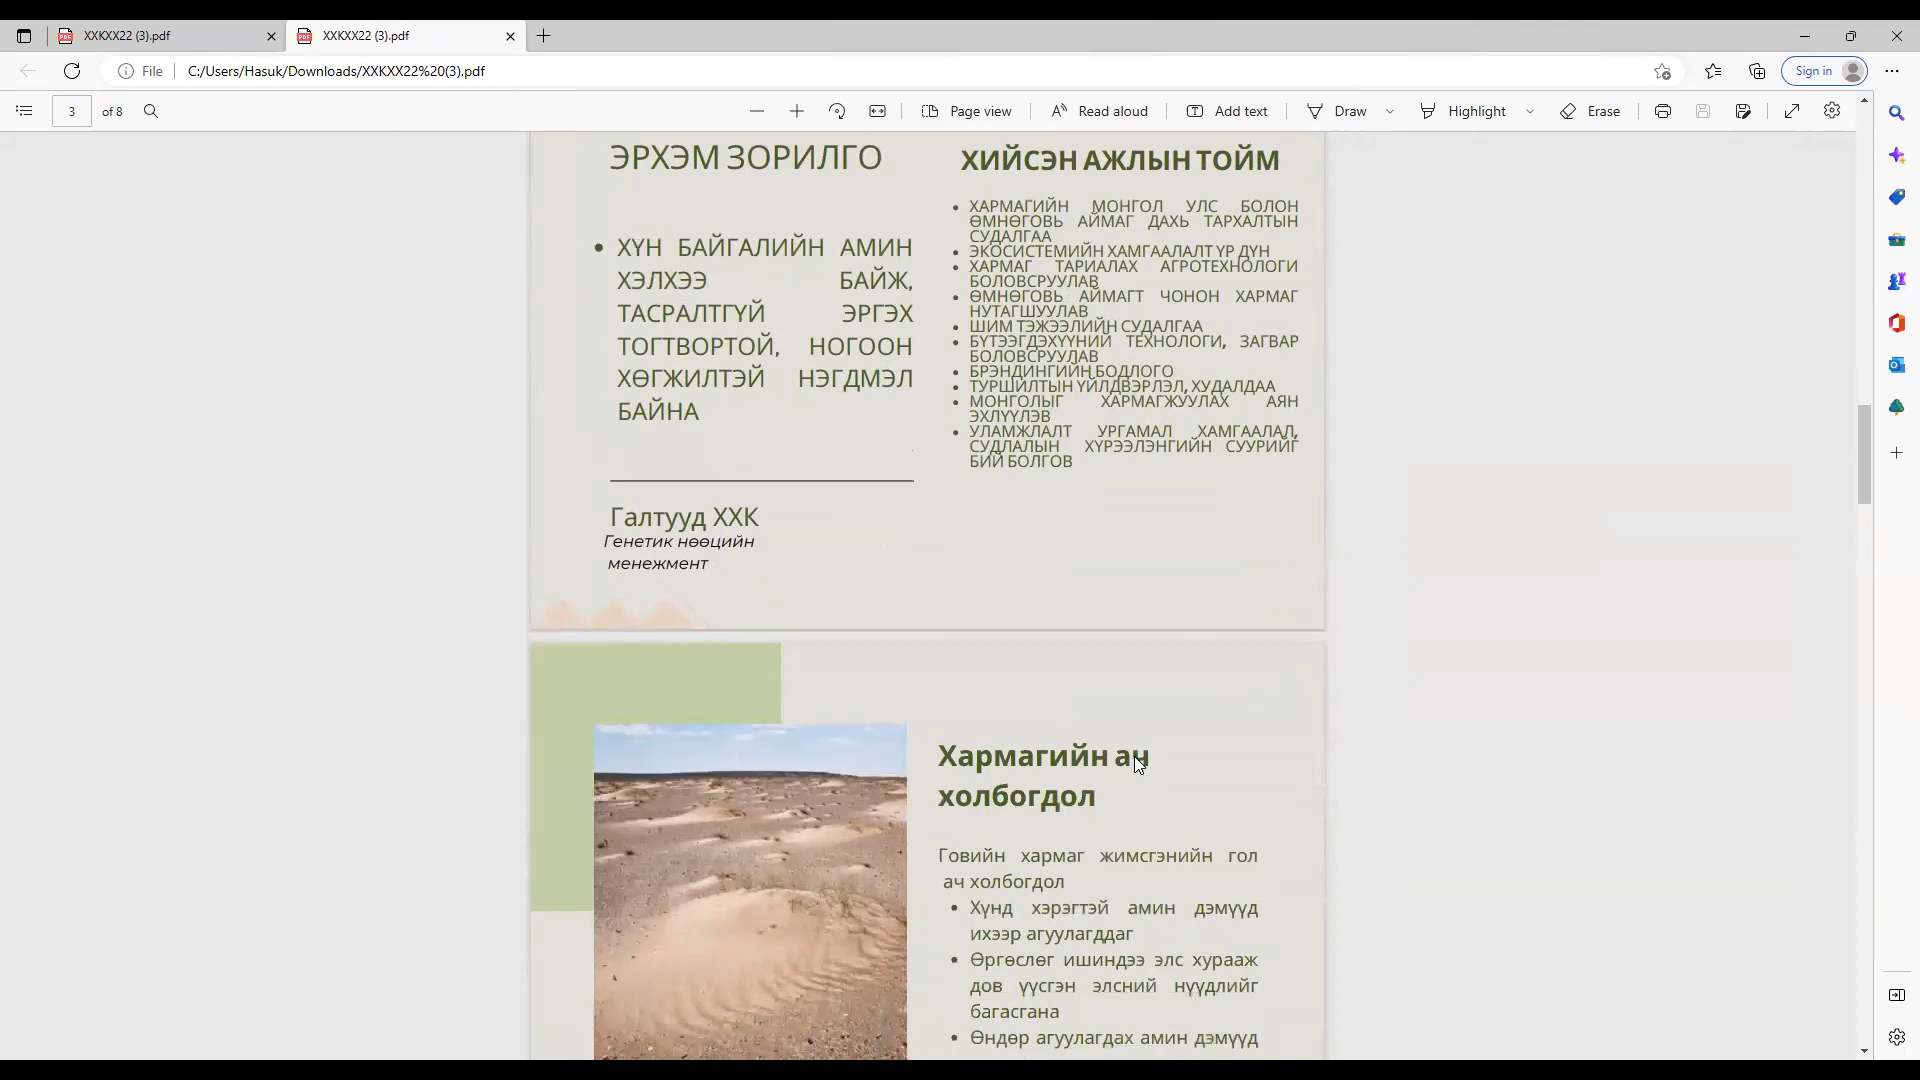 XXKXX22 (3).pdf
XXKXX22 (3).pdf
File
C:/Users/Hasuk/Downloads/XXKXX22%20(3).pdf
Sign in
3
of 8
Page view
Read aloud
Add text
Draw
Highlight
Erase
ЭРХЭМ ЗОРИЛГО
ХҮН БАЙГАЛИЙН АМИН
ХЭЛХЭЭ БАЙЖ,
ТАСРАЛТГҮЙ ЭРГЭХ
ТОГТВОРТОЙ, НОГООН
ХӨГЖИЛТЭЙ НЭГДМЭЛ
БАЙНА
Галтууд ХХК
Генетик нөөцийн
менежмент
ХИЙСЭН АЖЛЫН ТОЙМ
ХАРМАГИЙН МОНГОЛ УЛС БОЛОН
ӨМНӨГОВЬ АЙМАГ ДАХЬ ТАРХАЛТЫН
СУДАЛГАА
ЭКОСИСТЕМИЙН ХАМГААЛАЛТ ҮР ДҮН
ХАРМАГ ТАРИАЛАХ АГРОТЕХНОЛОГИ
БОЛОВСРУУЛАВ
ӨМНӨГОВЬ АЙМАГТ ЧОНОН ХАРМАГ
НУТАГШУУЛАВ
ШИМ ТЭЖЭЭЛИЙН СУДАЛГАА
БҮТЭЭГДЭХҮҮНИЙ ТЕХНОЛОГИ, ЗАГВАР
БОЛОВСРУУЛАВ
БРЭНДИНГИЙН БОДЛОГО
ТУРШИЛТЫН ҮЙЛДВЭРЛЭЛ, ХУДАЛДАА
МОНГОЛЫГ ХАРМАГЖУУЛАХ АЯН
ЭХЛҮҮЛЭВ
УЛАМЖЛАЛТ УРГАМАЛ ХАМГААЛАЛ,
СУДЛАЛЫН ХҮРЭЭЛЭНГИЙН СУУРИЙГ
БИЙ БОЛГОВ
Хармагийн ач
холбогдол
Говийн хармаг жимсгэнийн гол
ач холбогдол
Хүнд хэрэгтэй амин дэмүүд
ихээр агуулагддаг
Өргөслөг ишиндээ элс хурааж
дов үүсгэн элсний нүүдлийг
багасгана
Өндөр агуулагдах амин дэмүүд